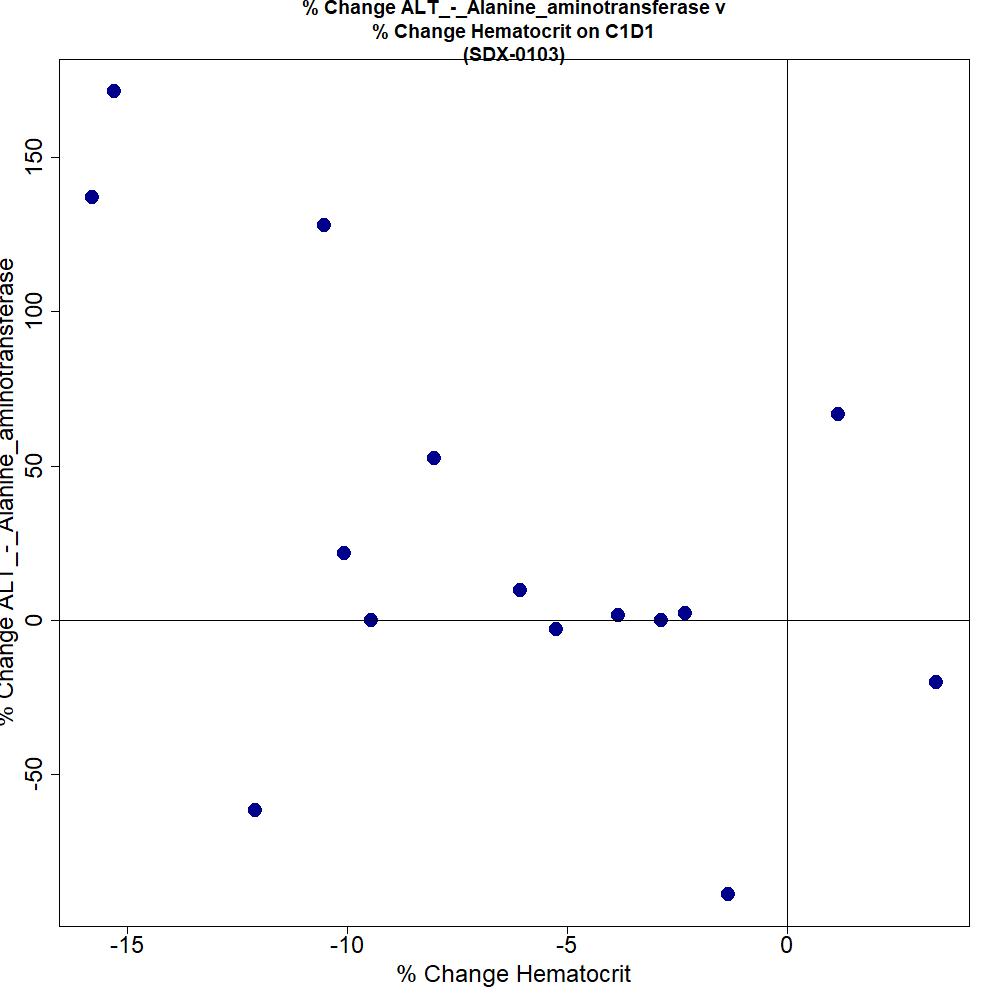 % Change ALT_-_Alanine_aminotransferase v
% Change Hematocrit on C1D1
(SDX-0103)
% Change ALT_-_Alanine_aminotransferase
150
100
50
0
-50
-15
-10
-5
0
% Change Hematocrit